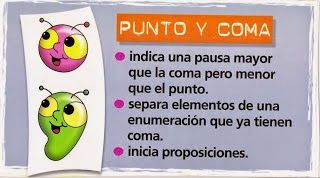 PUNTO Y COMA
• indica una pausa mayor
que la coma pero menor
que el punto.
• separa elementos de una
enumeración que ya tienen
coma.
• inicia proposiciones.